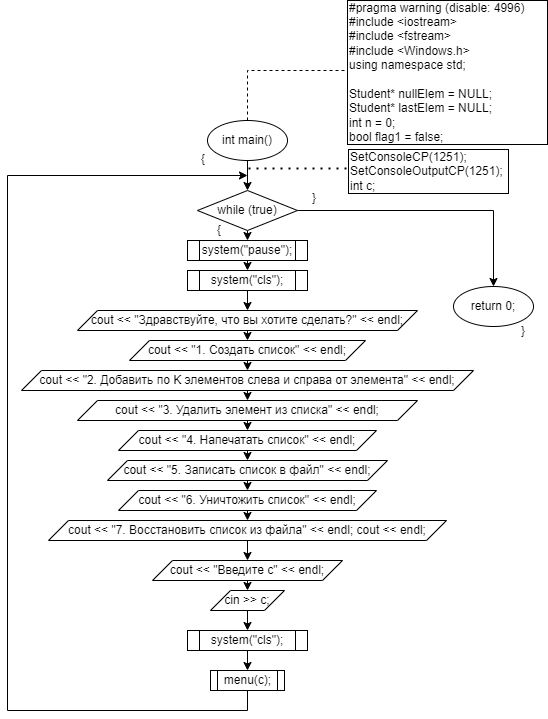 #pragma warning (disable: 4996)
#include <iostream>
#include <fstream>
#include <Windows.h>
using namespace std;
Student* nullElem = NULL;
Student* lastElem = NULL;
int n = 0;
bool flag1 = false;
int main()
{
SetConsoleCP(1251);
SetConsoleOutputCP(1251);
int c;
while (true)
}
{
system("pause");
system("cls");
return 0;
}
cout << "Здравствуйте, что вы хотите сделать?" << endl;
cout << "1. Создать список" << endl;
cout << "2. Добавить по K элементов слева и справа от элемента" << endl;
cout << "3. Удалить элемент из списка" << endl;
cout << "4. Напечатать список" << endl;
cout << "5. Записать список в файл" << endl;
cout << "6. Уничтожить список" << endl;
cout << "7. Восстановить список из файла" << endl; cout << endl;
cout << "Введите c" << endl;
cin >> c;
system("cls");
menu(c);